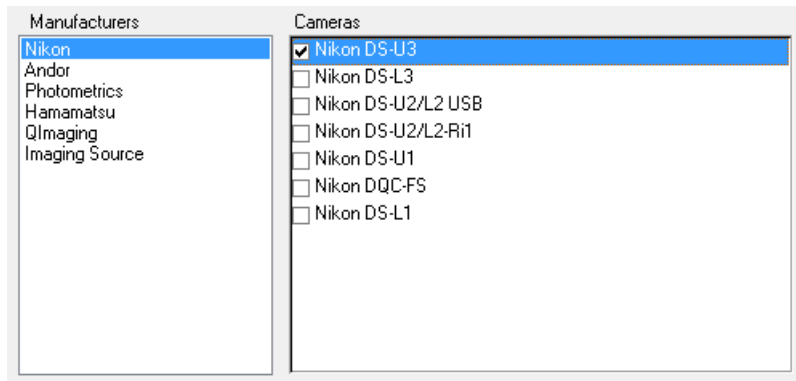 Manufacturers
Nikon
Andor
Photometrics
Hamamatsu
QImaging
Imaging Source
Cameras
Nikon DS-U3
Nikon DS-L3
Nikon DS-U2/L2 USB
Nikon DS-U2/L2-Ri1
Nikon DS-U1
Nikon DQC-FS
Nikon DS-L1